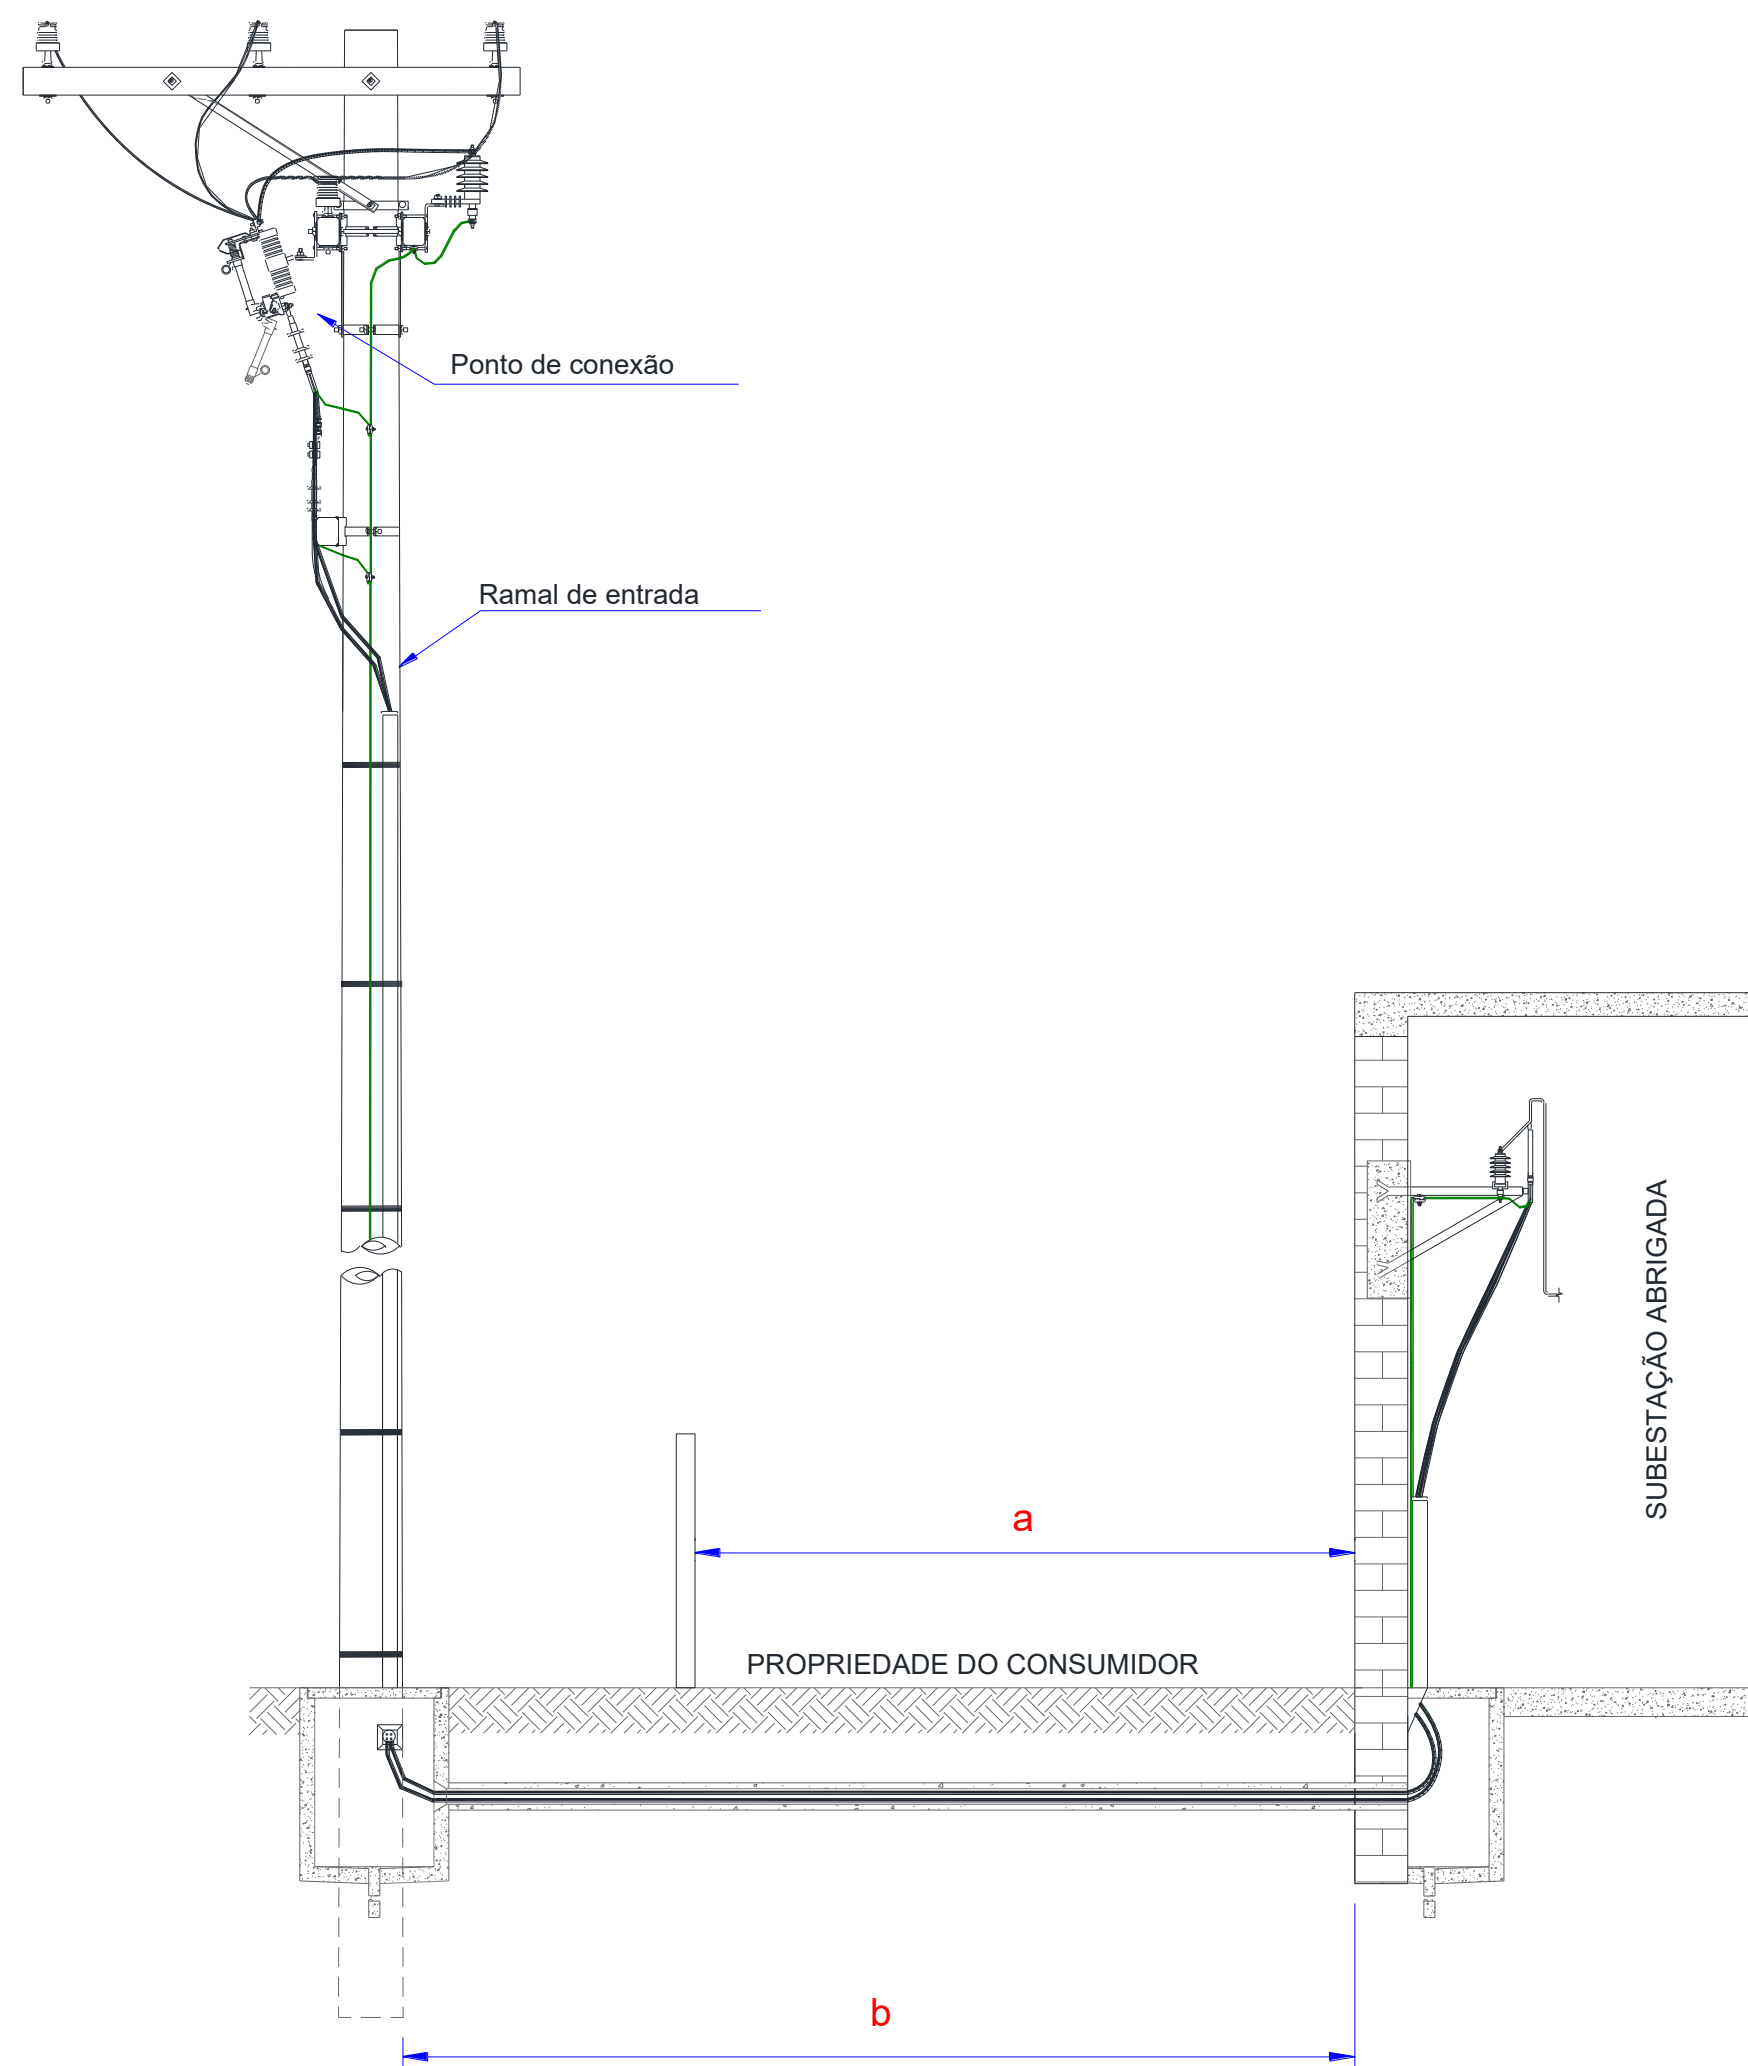 Ponto de conexão
Ramal de entrada
SUBESTAÇÃO ABRIGADA
a
PROPRIEDADE DO CONSUMIDOR
b